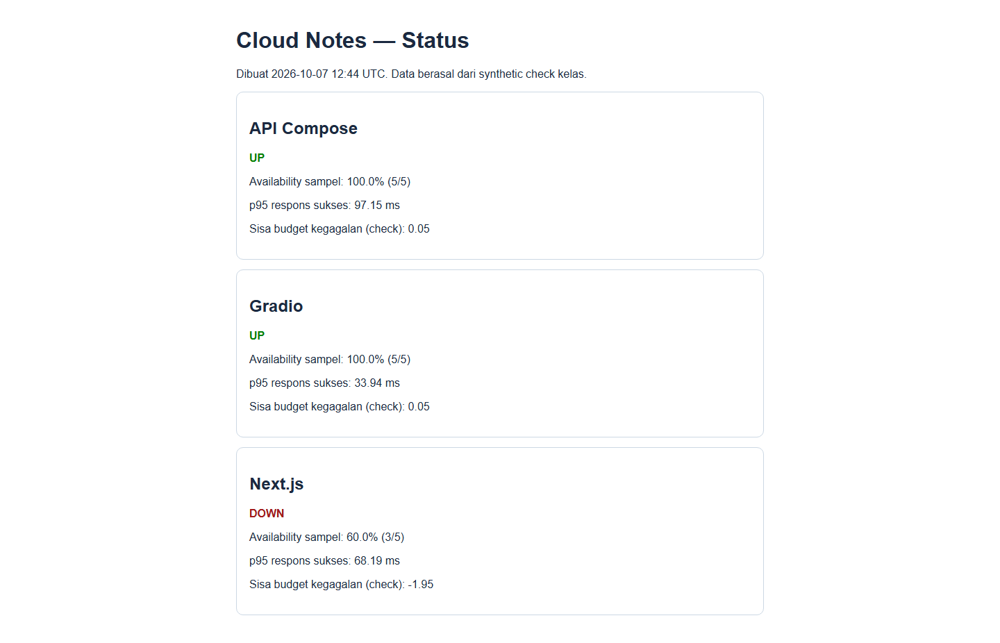 Cloud Notes — Status
Dibuat 2026-10-07 12:44 UTC. Data berasal dari synthetic check kelas.
API Compose
UP
Availability sampel: 100.0% (5/5)
p95 respons sukses: 97.15 ms
Sisa budget kegagalan (check): 0.05
Gradio
UP
Availability sampel: 100.0% (5/5)
p95 respons sukses: 33.94 ms
Sisa budget kegagalan (check): 0.05
Next.js
DOWN
Availability sampel: 60.0% (3/5)
p95 respons sukses: 68.19 ms
Sisa budget kegagalan (check): -1.95